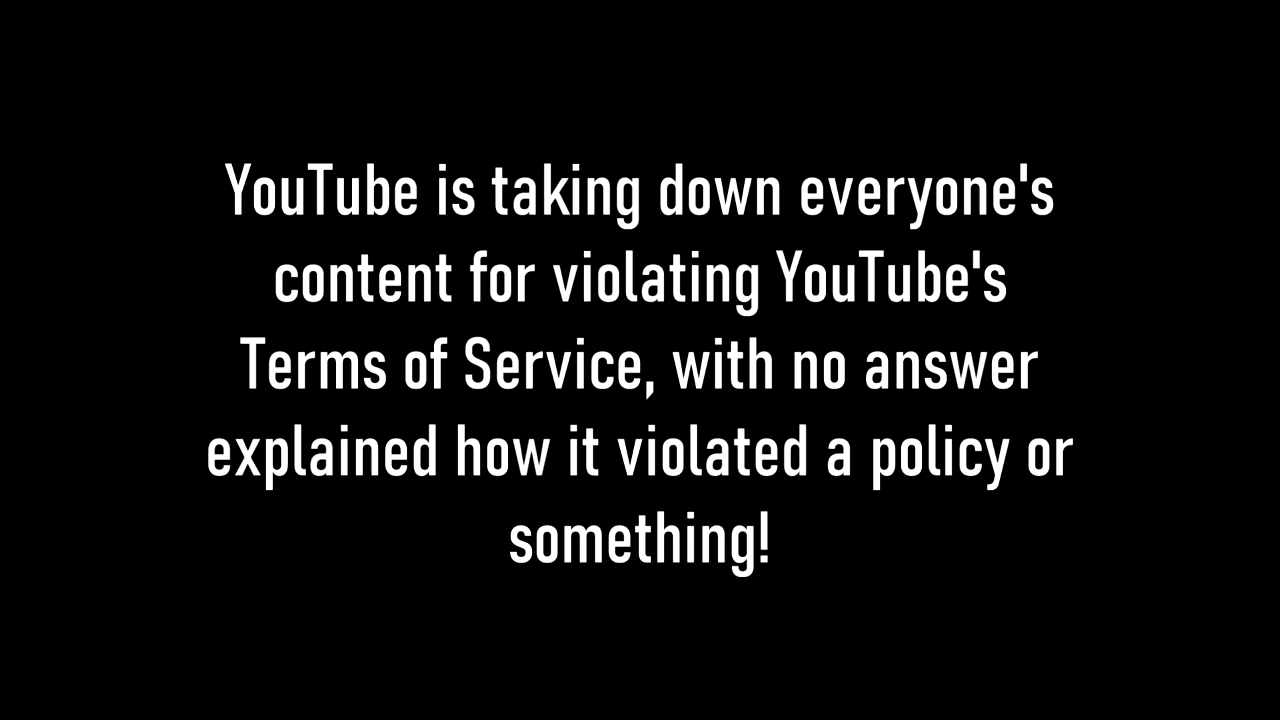 YouTube is taking down everyone's
content for violating YouTube's
Terms of Service, with no answer
explained how it violated a policy or
something!